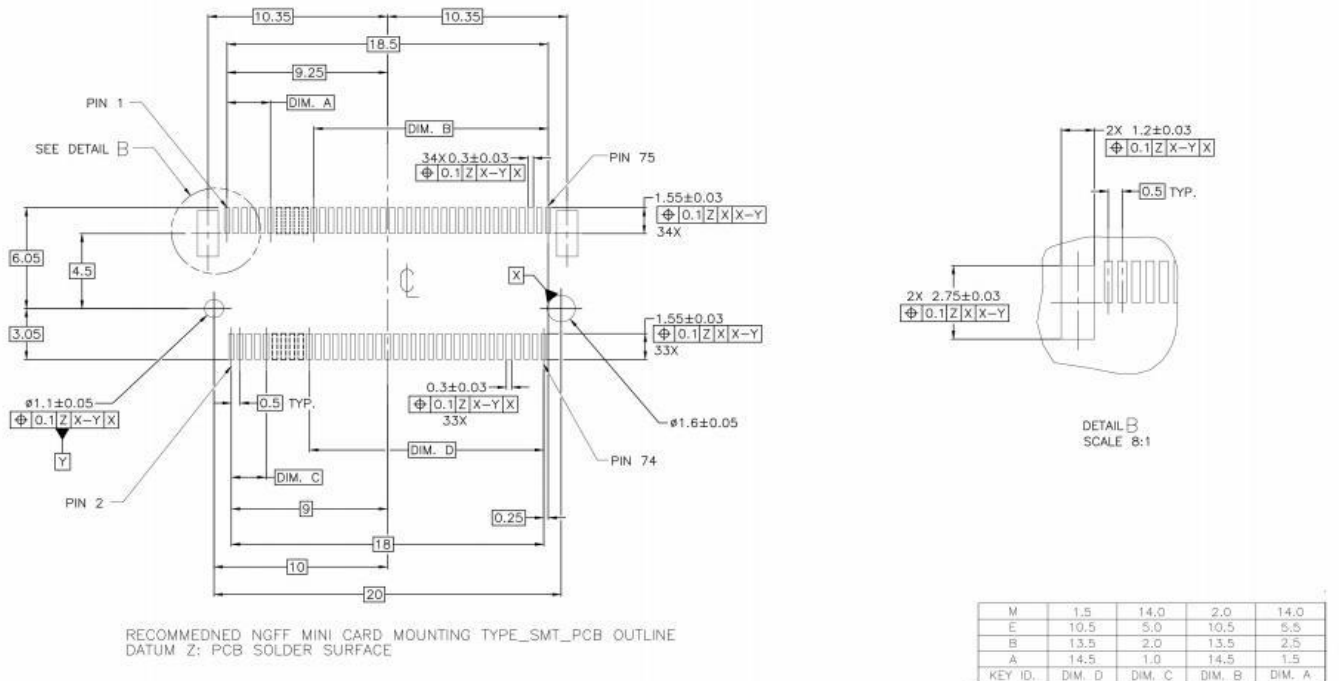 10.35 10.35
18.5
9.25
PIN 1 DIM. A
DIM. B
SEE DETAIL B
34X 0.3±0.03
⌖ 0.1 Z X-Y X
PIN 75
1.55±0.03
⌖ 0.1 Z X X-Y
34X
6.05
4.5
X
℄
3.05
1.55±0.03
⌖ 0.1 Z X X-Y
33X
ø1.1±0.05
⌖ 0.1 Z X-Y X
Y
0.5 TYP.
0.3±0.03
⌖ 0.1 Z X-Y X
33X
ø1.6±0.05
DIM. D
PIN 74
DIM. C
PIN 2
9
0.25
18
10
20
RECOMMEDNED NGFF MINI CARD MOUNTING TYPE_SMT_PCB OUTLINE
DATUM Z: PCB SOLDER SURFACE
2X 1.2±0.03
⌖ 0.1 Z X-Y X
0.5 TYP.
2X 2.75±0.03
⌖ 0.1 Z X X-Y
DETAIL B
SCALE 8:1
M 1.5 14.0 2.0 14.0
E 10.5 5.0 10.5 5.5
B 13.5 2.0 13.5 2.5
A 14.5 1.0 14.5 1.5
KEY ID. DIM. D DIM. C DIM. B DIM. A